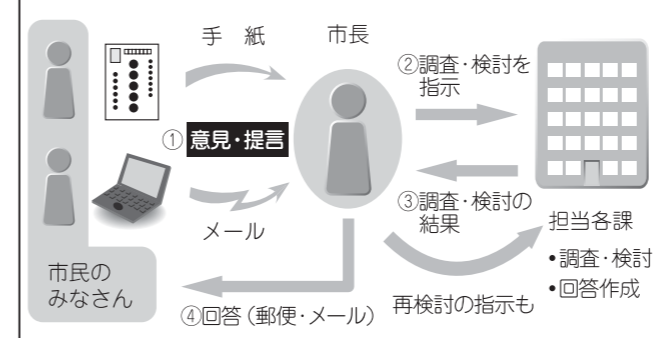 手 紙
市長
②調査・検討を
指示
① 意見・提言
メール
③調査・検討の
結果
担当各課
•調査・検討
•回答作成
市民の
みなさん
④回答（郵便・メール）
再検討の指示も